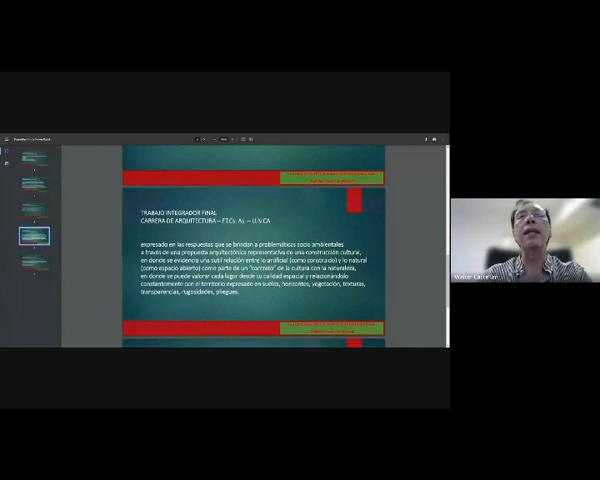 TRABAJO INTEGRADOR FINAL
CARRERA DE ARQUITECTURA – F.T.Cs. As. – U.N.CA
expresado en las respuestas que se brindan a problemáticas socio ambientales
a través de una propuesta arquitectónica representativa de una construcción cultural,
en donde se evidencia una sutil relación entre lo artificial (como construido) y lo natural
(como espacio abierto) como parte de un "contrato" de la cultura con la naturaleza,
en donde se puede valorar cada lugar desde su calidad espacial y relacionándolo
constantemente con el territorio expresado en suelos, horizontes, vegetación, texturas,
transparencias, rugosidades, pliegues.
Walter